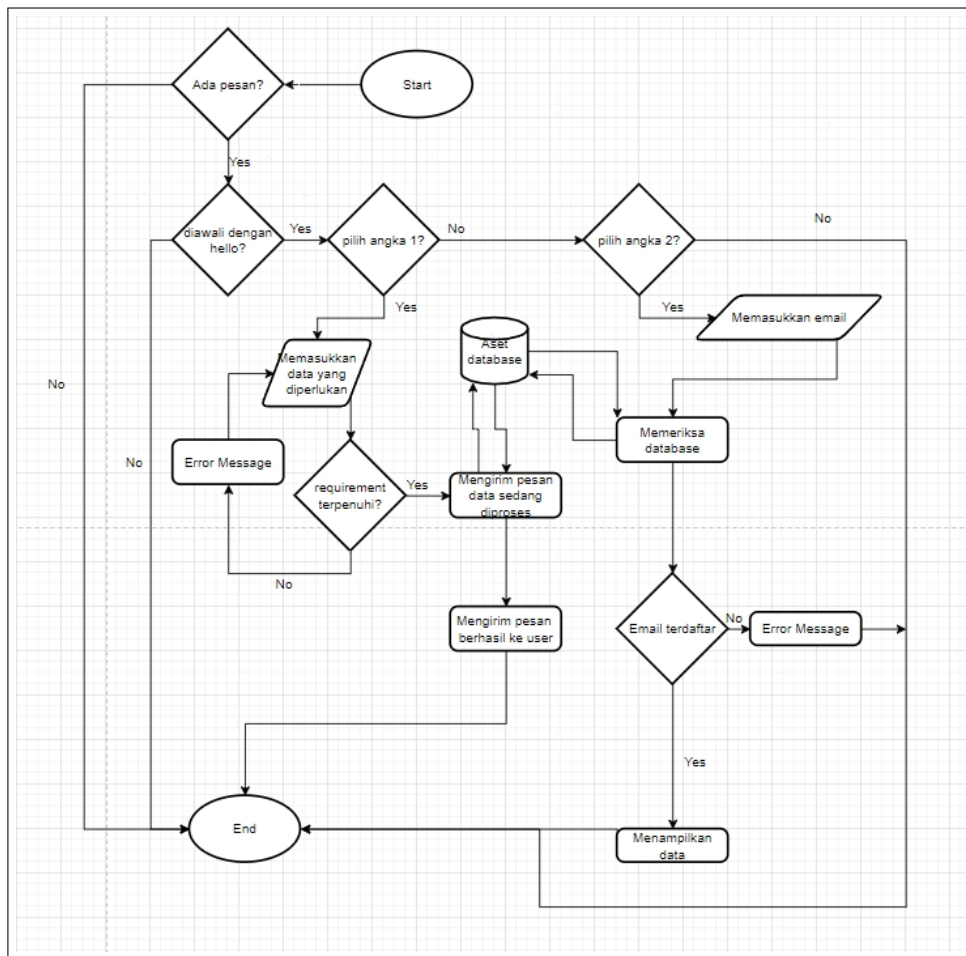 Ada pesan?
Start
Yes
diawali dengan
hello?
Yes
pilih angka 1?
No
pilih angka 2?
No
Yes
Yes
Memasukkan email
Memasukkan
data yang
diperlukan
Aset
database
No
Memeriksa
database
No
Error Message
requirement
terpenuhi?
Yes
Mengirim pesan
data sedang
diproses
No
Mengirim pesan
berhasil ke user
Email terdaftar
No
Error Message
Yes
End
Menampilkan
data